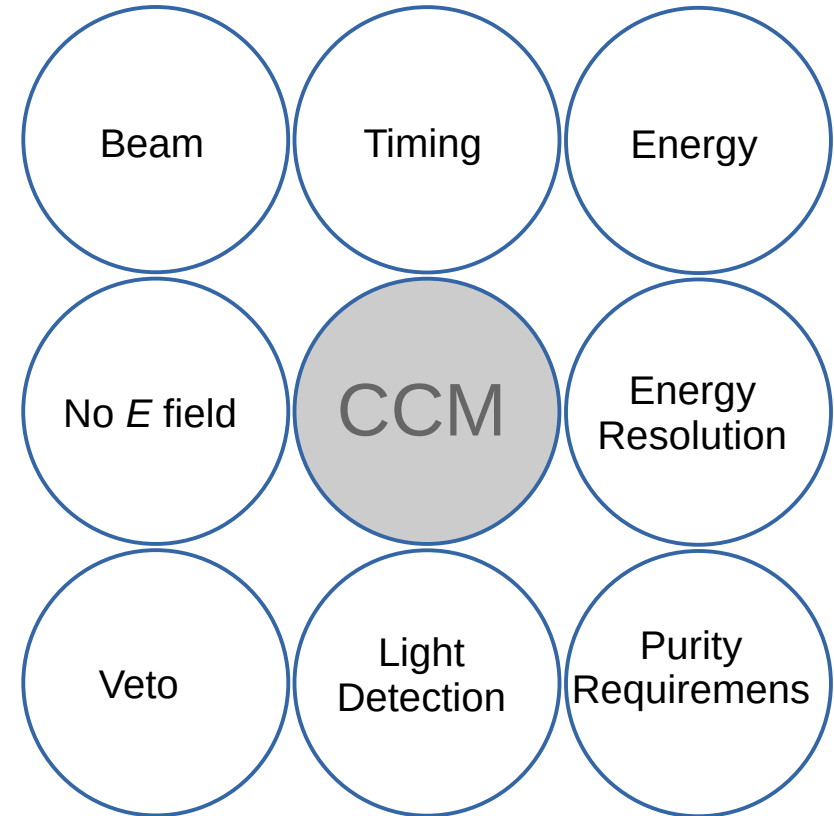 Beam
Timing
Energy
No E field
CCM
Energy
Resolution
Veto
Light
Detection
Purity
Requiremens